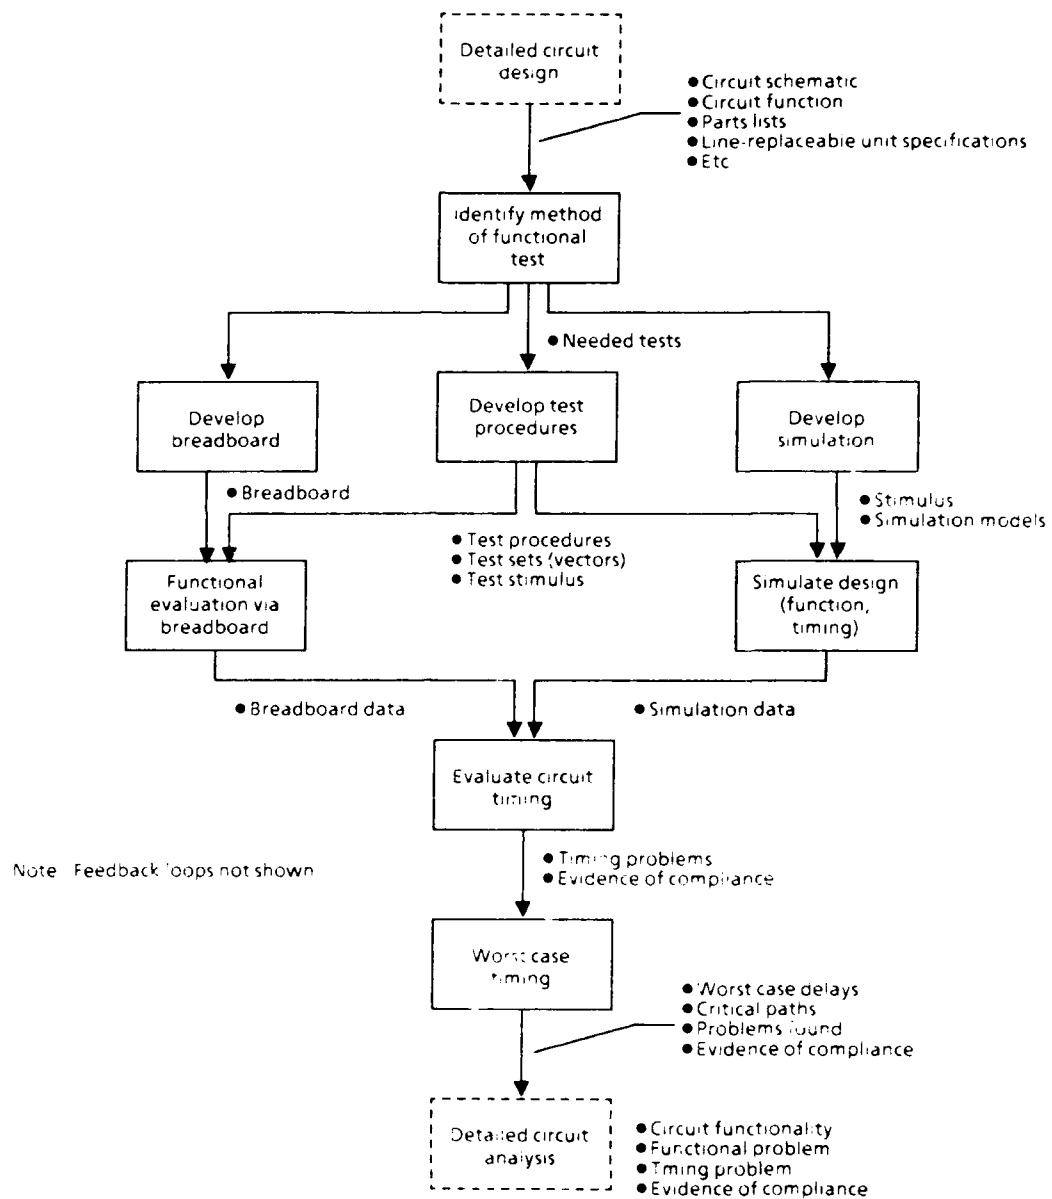 Detailed circuit
design
● Circuit schematic
● Circuit function
● Parts lists
● Line-replaceable unit specifications
● Etc
Identify method
of functional
test
● Needed tests
Develop
breadboard
Develop test
procedures
Develop
simulation
● Breadboard
● Stimulus
● Simulation models
● Test procedures
● Test sets (vectors)
● Test stimulus
Functional
evaluation via
breadboard
Simulate design
(function,
timing)
● Breadboard data
● Simulation data
Evaluate circuit
timing
● Timing problems
● Evidence of compliance
Note Feedback loops not shown
Worst case
timing
● Worst case delays
● Critical paths
● Problems found
● Evidence of compliance
Detailed circuit
analysis
● Circuit functionality
● Functional problem
● Tming problem
● Evidence of compliance